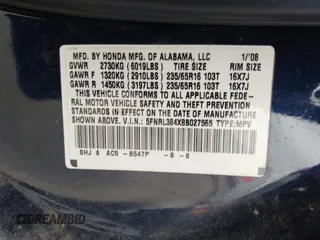 MFD. BY HONDA MFG. OF ALABAMA, LLC 1/'08
GVWR 2730KG (6019LBS) TIRE SIZE RIM SIZE
GAWR F 1320KG (2910LBS) 235/65R16 103T 16X7J
GAWR R 1450KG (3197LBS) 235/65R16 103T 16X7J
THIS VEHICLE CONFORMS TO ALL APPLICABLE FEDE-
RAL MOTOR VEHICLE SAFETY AND THEFT PREVENTION
STANDARDS IN EFFECT ON THE DATE OF MANUFACTURE
SHOWN ABOVE. V.I.N.: 5FNRL384X8B027565 TYPE:MPV
SHJ 8 AC5 - B547P - B - B
DREAMBID